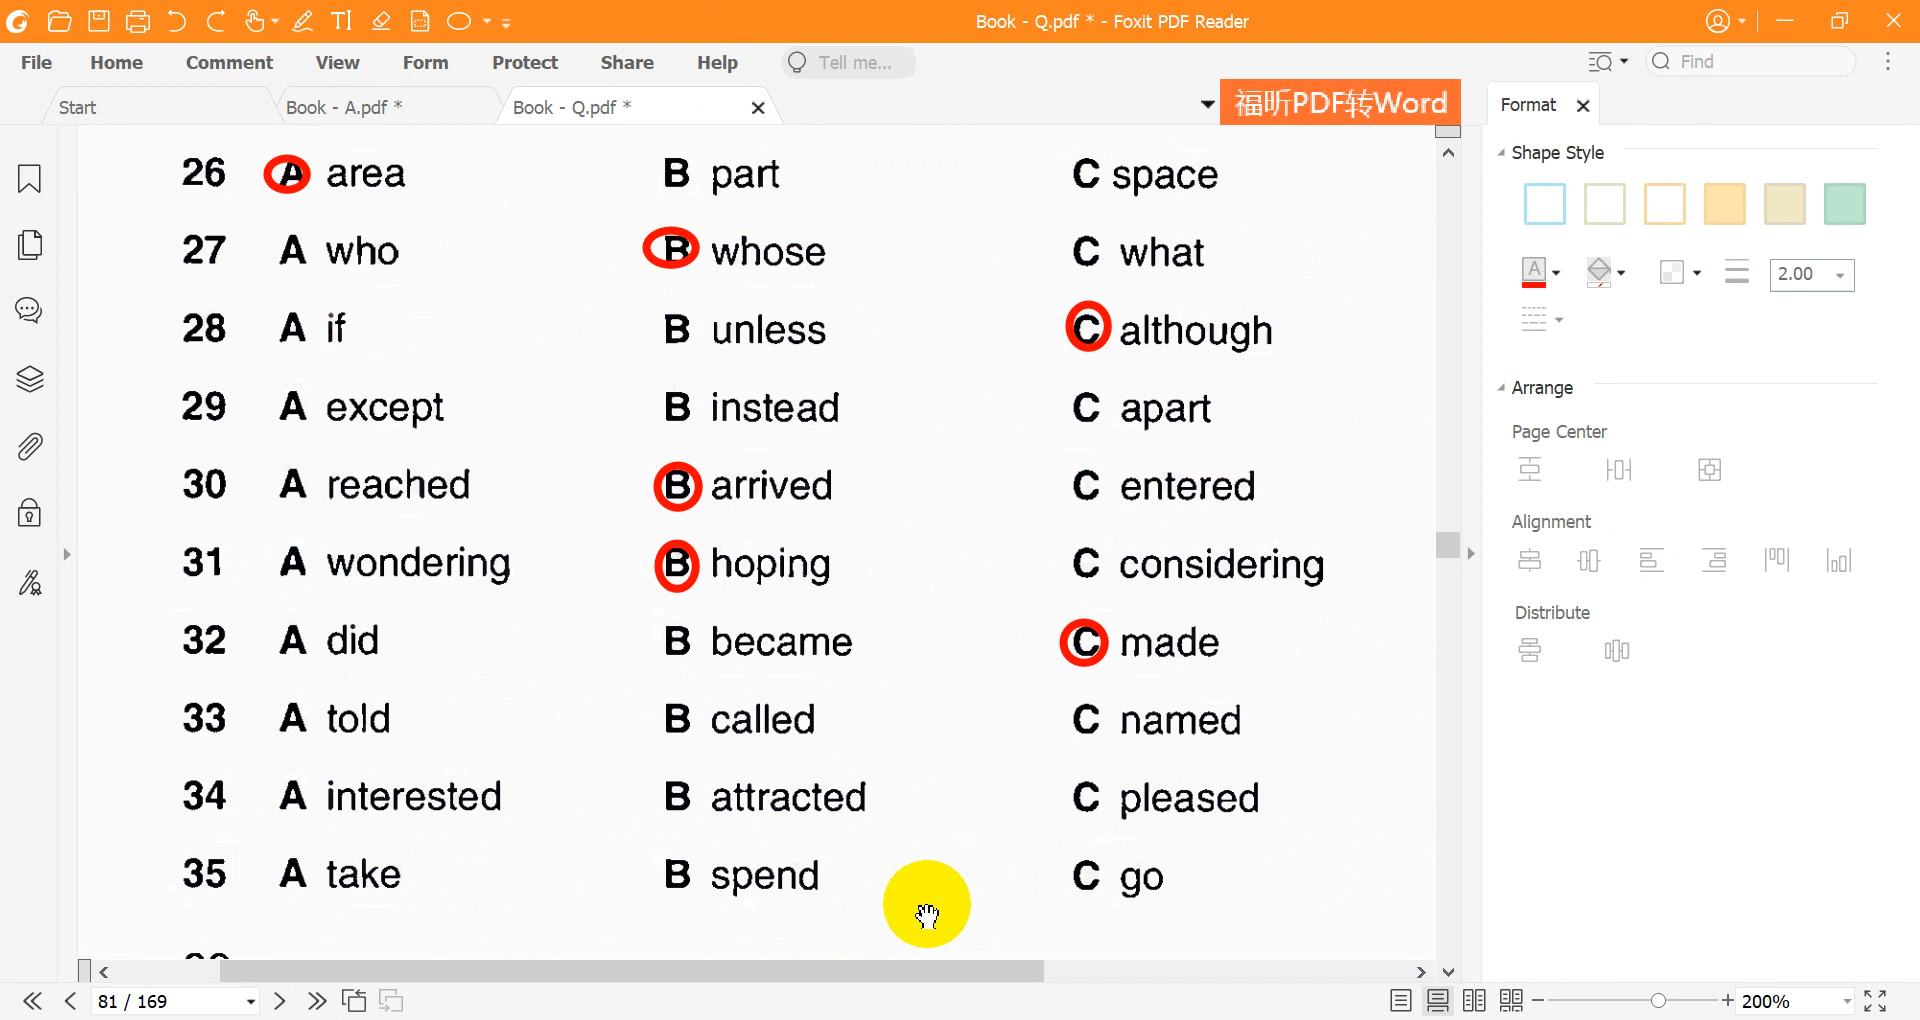 Book - Q.pdf * - Foxit PDF Reader
File Home Comment View Form Protect Share Help Tell me... Find
Start Book - A.pdf * Book - Q.pdf * 福昕PDF转Word Format
Shape Style
2.00
Arrange
Page Center
Alignment
Distribute
26 A area B part C space
27 A who B whose C what
28 A if B unless C although
29 A except B instead C apart
30 A reached B arrived C entered
31 A wondering B hoping C considering
32 A did B became C made
33 A told B called C named
34 A interested B attracted C pleased
35 A take B spend C go
81 / 169 200%